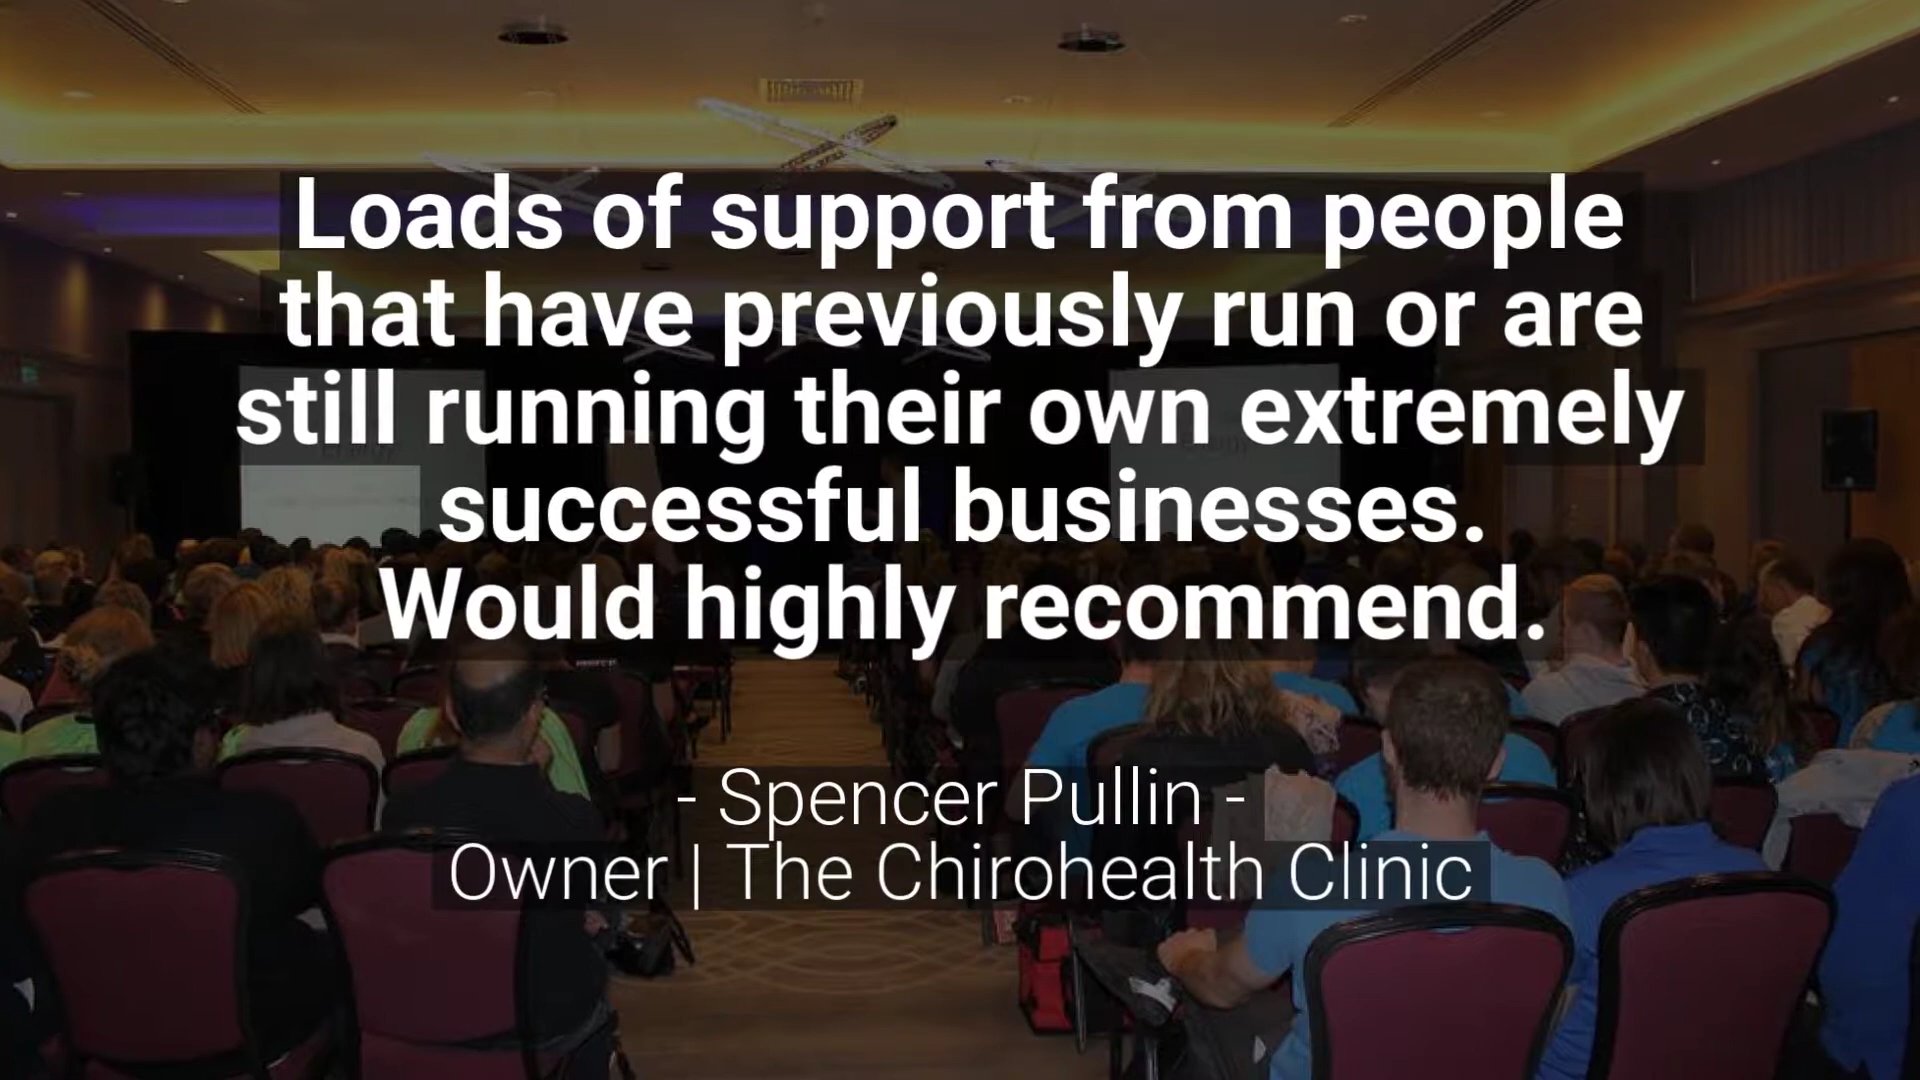 Loads of support from people
that have previously run or are
still running their own extremely
successful businesses.
Would highly recommend.
- Spencer Pullin -
Owner | The Chirohealth Clinic